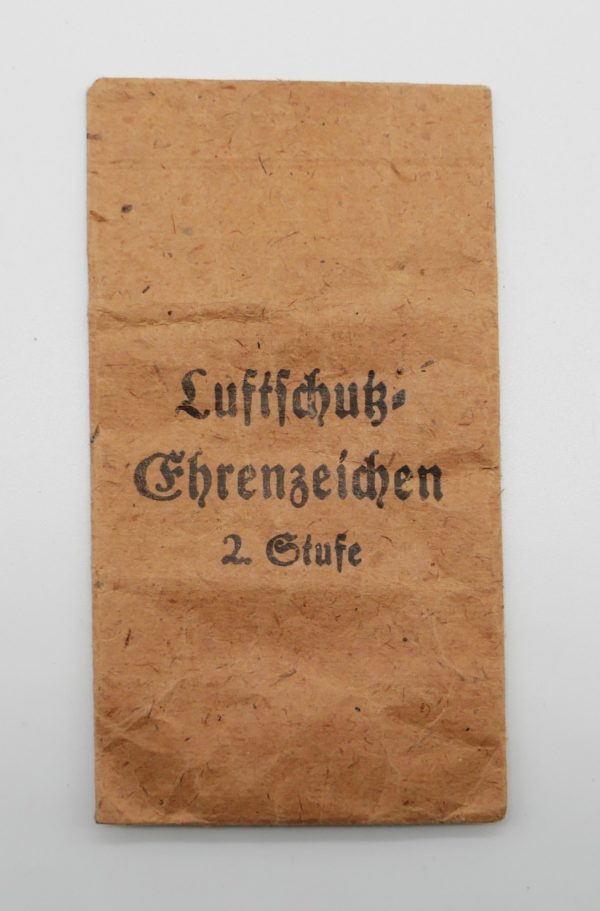 Luftschutz-
Ehrenzeichen
2. Stufe